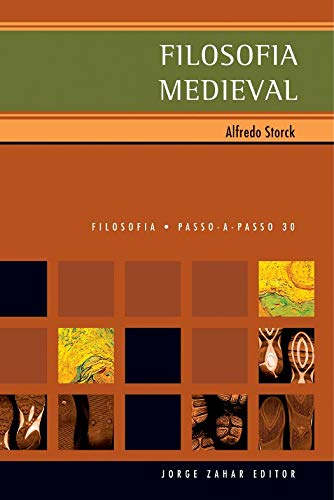 FILOSOFIA
MEDIEVAL
Alfredo Storck
FILOSOFIA • PASSO-A-PASSO 30
JORGE ZAHAR EDITOR